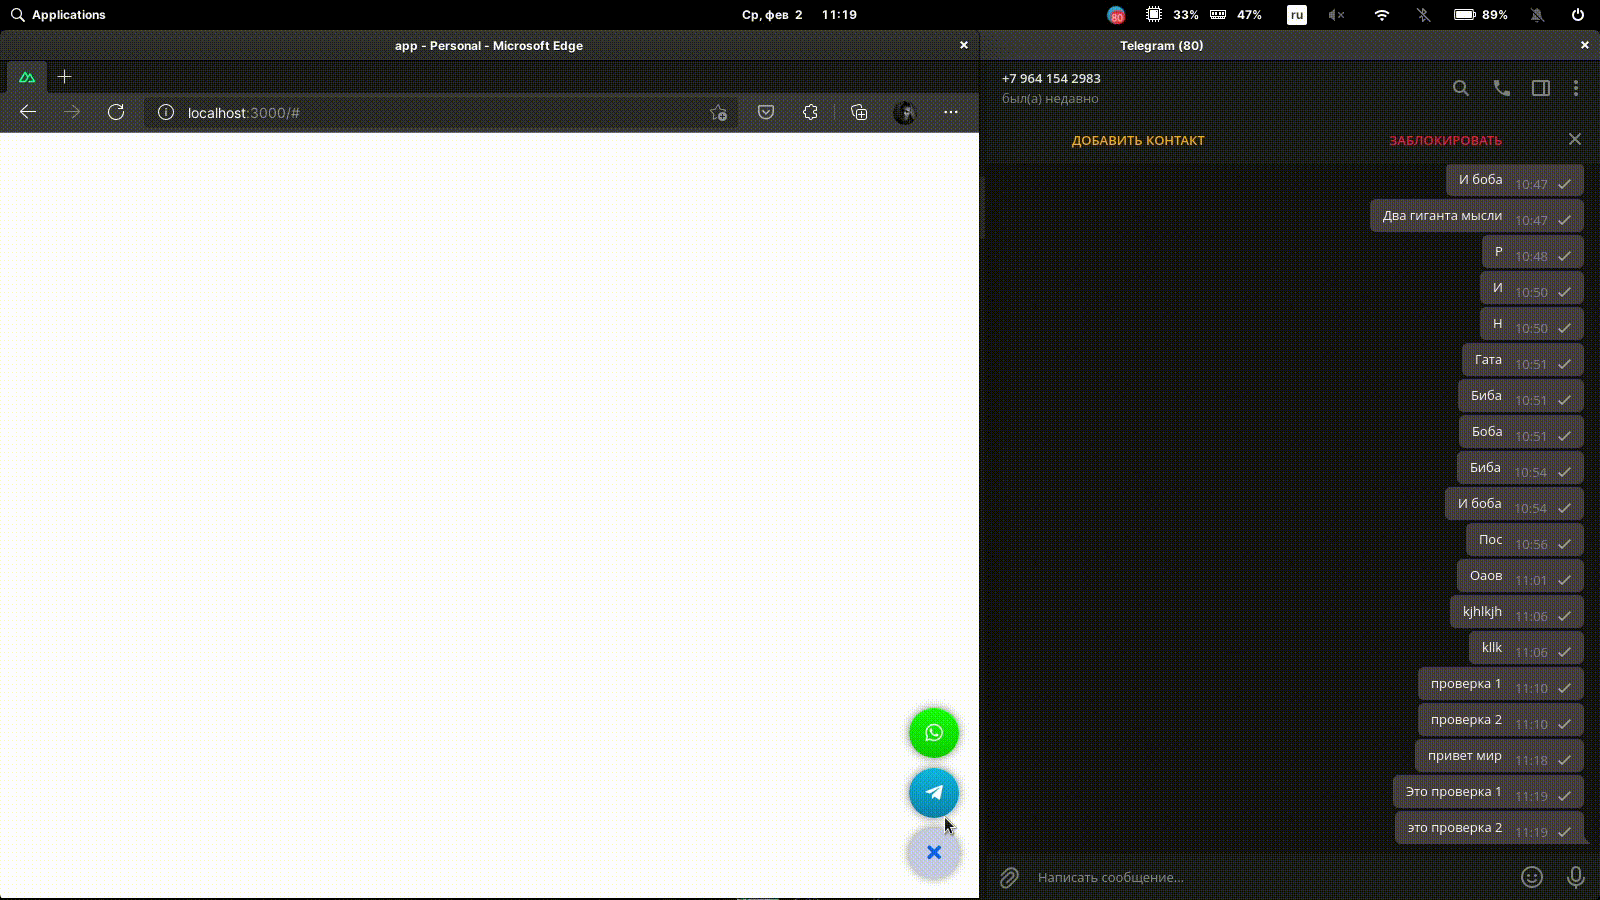 Applications
Ср, фев 2 11:19
80 33% 47% ru 89%
app - Personal - Microsoft Edge
localhost:3000/#
Telegram (80)
+7 964 154 2983
был(а) недавно
ДОБАВИТЬ КОНТАКТ
ЗАБЛОКИРОВАТЬ
И боба 10:47
Два гиганта мысли 10:47
Р 10:48
И 10:50
Н 10:50
Гата 10:51
Биба 10:51
Боба 10:51
Биба 10:54
И боба 10:54
Пос 10:56
Оаов 11:01
kjhlkjh 11:06
kllk 11:06
проверка 1 11:10
проверка 2 11:10
привет мир 11:18
Это проверка 1 11:19
это проверка 2 11:19
Написать сообщение...